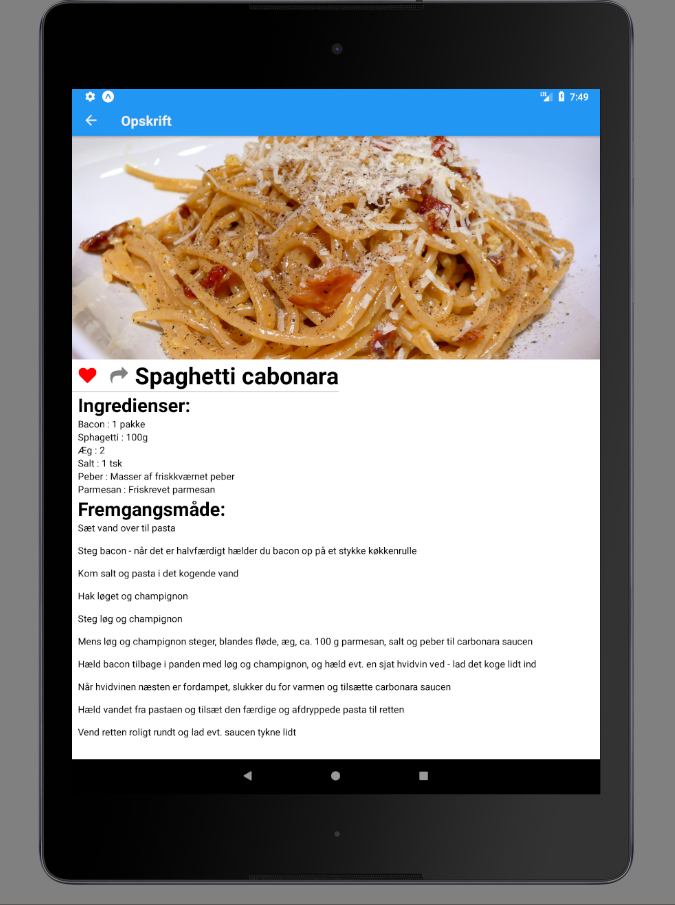 LTE 7:49
Opskrift
Spaghetti cabonara
Ingredienser:
Bacon : 1 pakke
Sphagetti : 100g
Æg : 2
Salt : 1 tsk
Peber : Masser af friskkværnet peber
Parmesan : Friskrevet parmesan
Fremgangsmåde:
Sæt vand over til pasta
Steg bacon - når det er halvfærdigt hælder du bacon op på et stykke køkkenrulle
Kom salt og pasta i det kogende vand
Hak løget og champignon
Steg løg og champignon
Mens løg og champignon steger, blandes fløde, æg, ca. 100 g parmesan, salt og peber til carbonara saucen
Hæld bacon tilbage i panden med løg og champignon, og hæld evt. en sjat hvidvin ved - lad det koge lidt ind
Når hvidvinen næsten er fordampet, slukker du for varmen og tilsætte carbonara saucen
Hæld vandet fra pastaen og tilsæt den færdige og afdryppede pasta til retten
Vend retten roligt rundt og lad evt. saucen tykne lidt